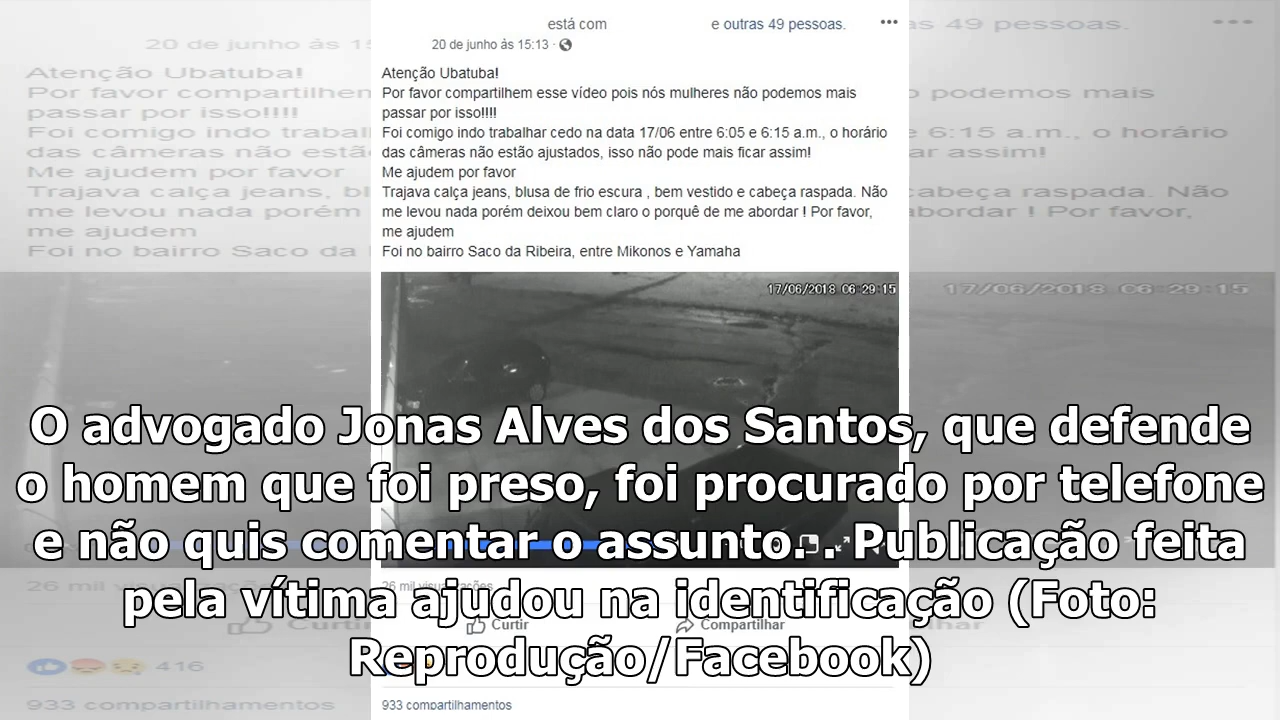 está com e outras 49 pessoas.
20 de junho às 15:13
Atenção Ubatuba!
Por favor compartilhem esse vídeo pois nós mulheres não podemos mais
passar por isso!!!!
Foi comigo indo trabalhar cedo na data 17/06 entre 6:05 e 6:15 a.m., o horário
das câmeras não estão ajustados, isso não pode mais ficar assim!
Me ajudem por favor
Trajava calça jeans, blusa de frio escura , bem vestido e cabeça raspada. Não
me levou nada porém deixou bem claro o porquê de me abordar ! Por favor,
me ajudem
Foi no bairro Saco da Ribeira, entre Mikonos e Yamaha
17/06/2018 06:29:15
O advogado Jonas Alves dos Santos, que defende
o homem que foi preso, foi procurado por telefone
e não quis comentar o assunto. . Publicação feita
pela vítima ajudou na identificação (Foto:
Reprodução/Facebook)
26 mil visualizações
Curtir Compartilhar
416
933 compartilhamentos